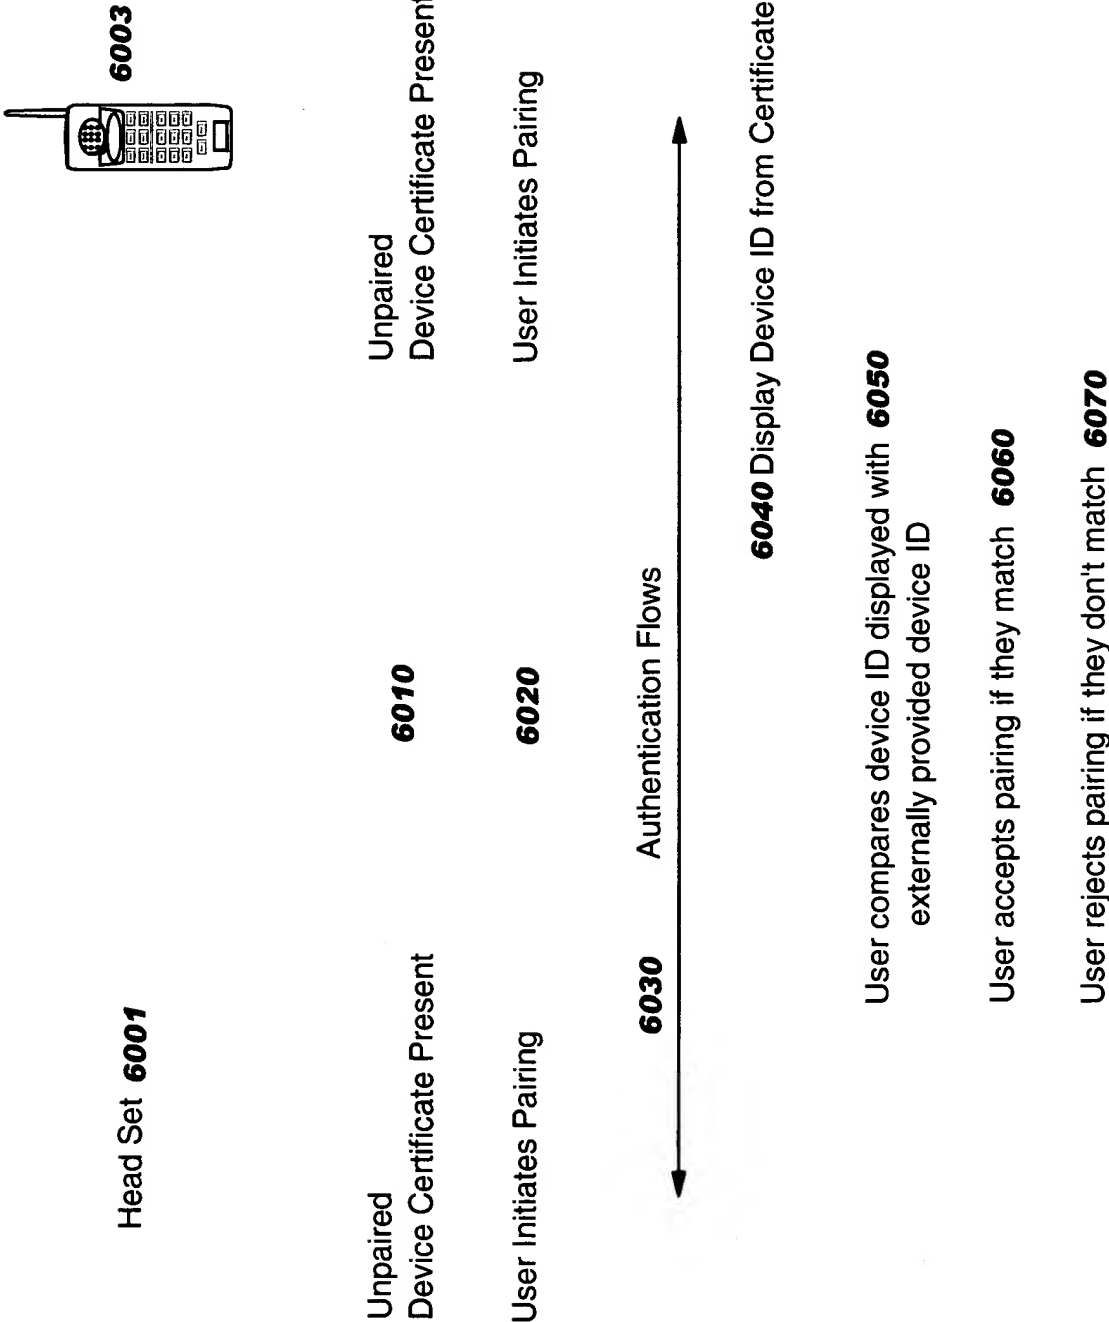 Head Set 6001
6003
Unpaired
Device Certificate Present
6010
Unpaired
Device Certificate Present
User Initiates Pairing
6020
User Initiates Pairing
6030 Authentication Flows
6040 Display Device ID from Certificate
User compares device ID displayed with 6050
externally provided device ID
User accepts pairing if they match 6060
User rejects pairing if they don't match 6070